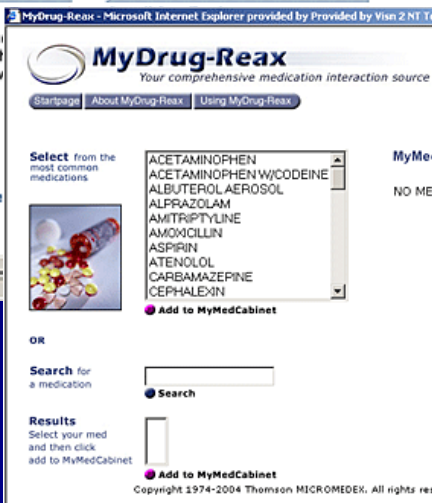 MyDrug-Reax - Microsoft Internet Explorer provided by Provided by Visn 2 NT T
MyDrug-Reax
Your comprehensive medication interaction source
Startpage About MyDrug-Reax Using MyDrug-Reax
Select from the
most common
medications
ACETAMINOPHEN
ACETAMINOPHEN W/CODEINE
ALBUTEROL AEROSOL
ALPRAZOLAM
AMITRIPTYLINE
AMOXICILLIN
ASPIRIN
ATENOLOL
CARBAMAZEPINE
CEPHALEXIN
Add to MyMedCabinet
MyMe
NO ME
OR
Search for
a medication
Search
Results
Select your med
and then click
add to MyMedCabinet
Add to MyMedCabinet
Copyright 1974-2004 Thomson MICROMEDEX. All rights res